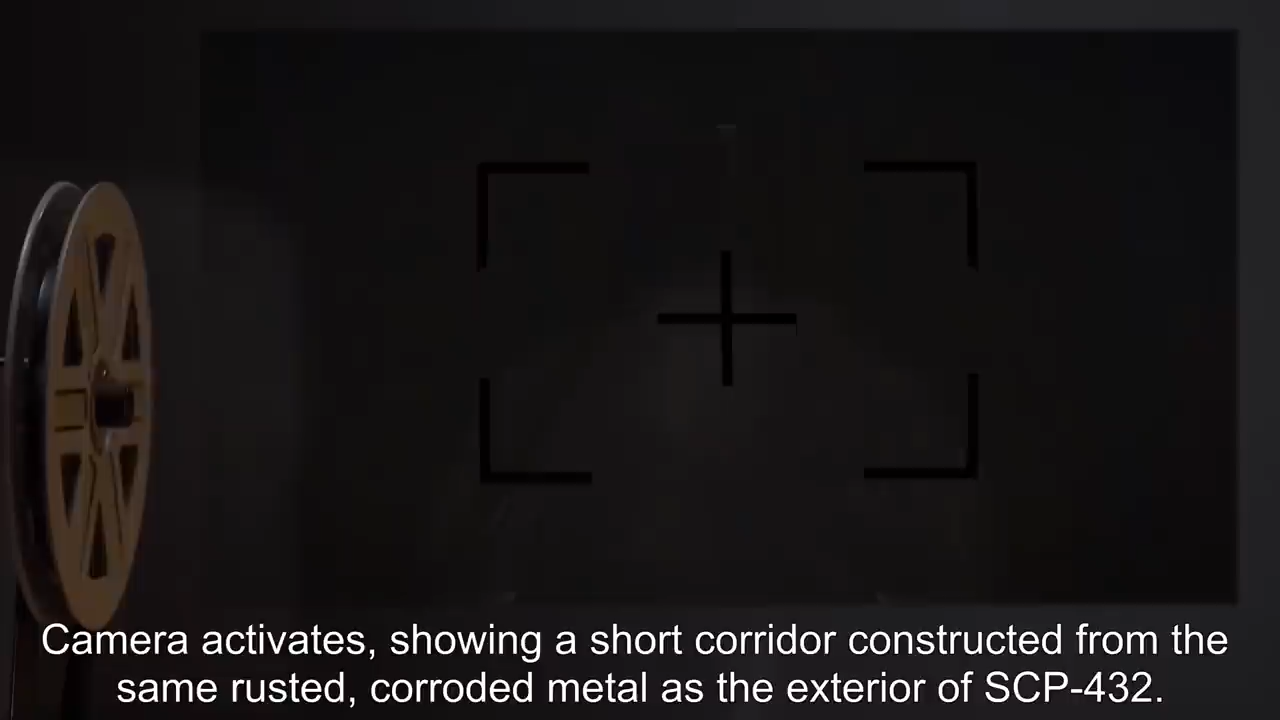 Camera activates, showing a short corridor constructed from the
same rusted, corroded metal as the exterior of SCP-432.